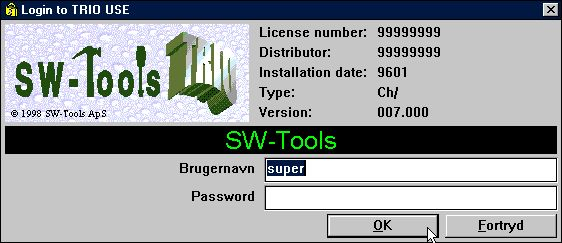 Login to TRIO USE
SW-Tools TRIO
© 1998 SW-Tools ApS
License number: 99999999
Distributor: 99999999
Installation date: 9601
Type: Ch/
Version: 007.000
SW-Tools
Brugernavn super
Password
OK Fortryd